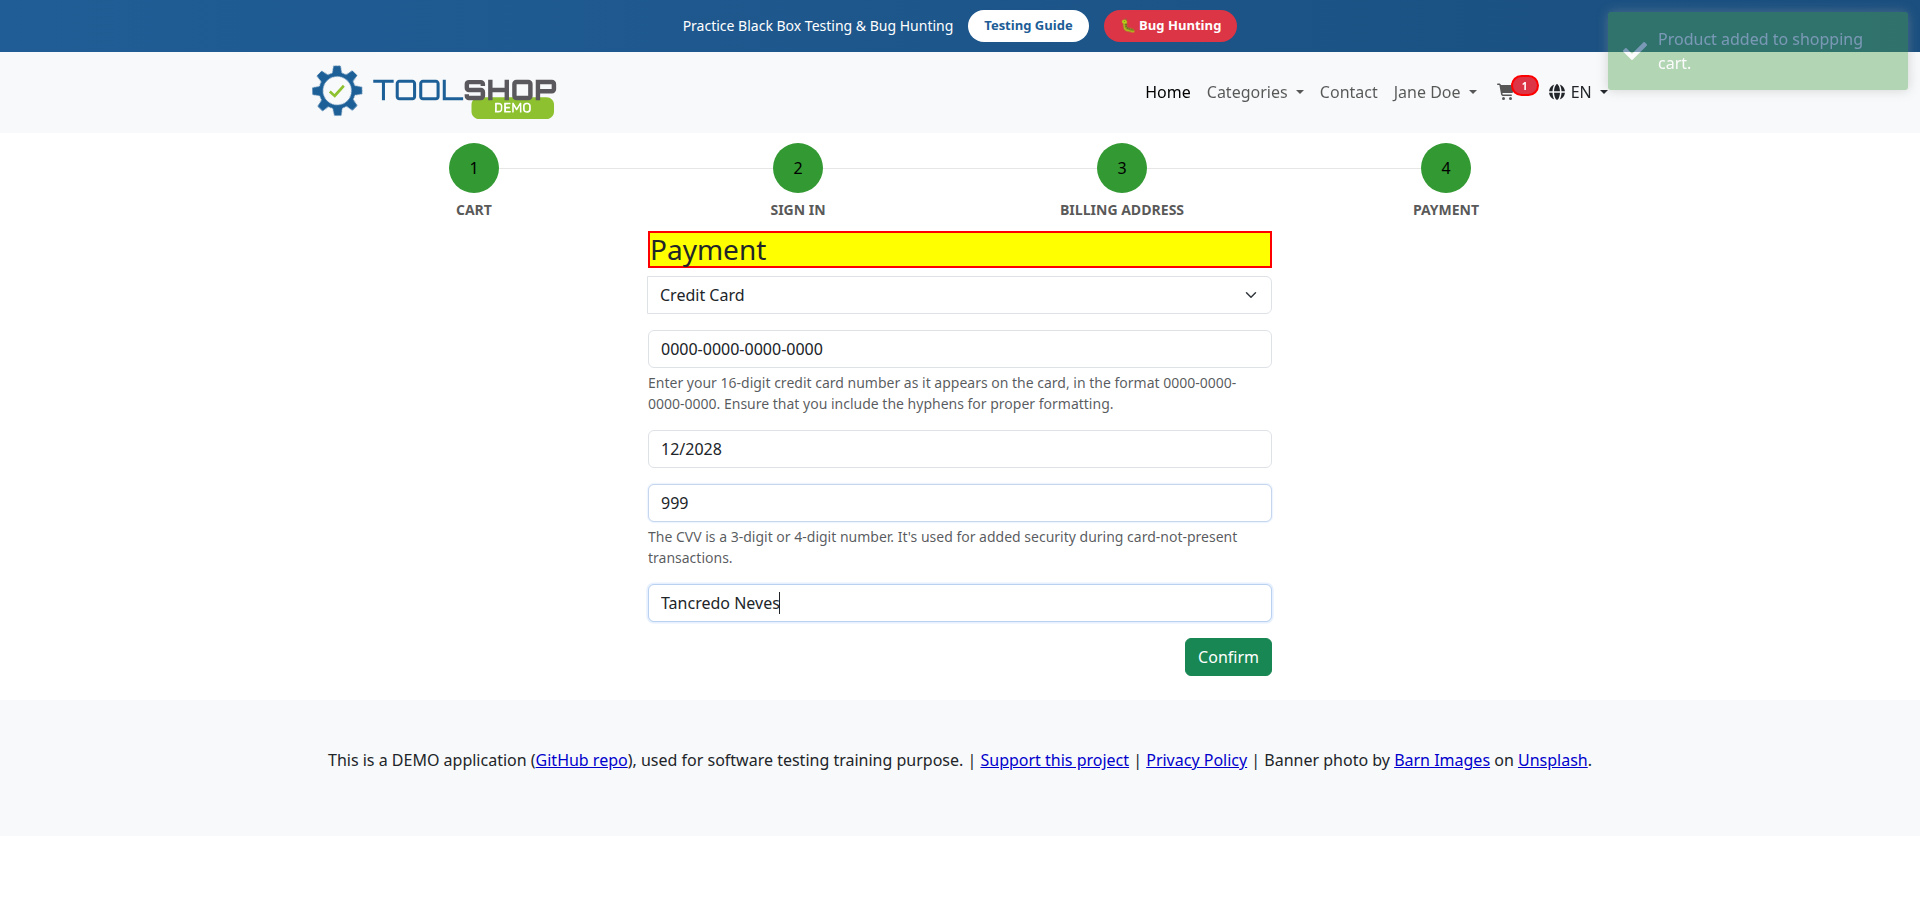 Practice Black Box Testing & Bug Hunting Testing Guide Bug Hunting
Product added to shopping
cart.
TOOLSHOP
DEMO
Home Categories Contact Jane Doe 1 EN
1 2 3 4
CART SIGN IN BILLING ADDRESS PAYMENT
Payment
Credit Card
0000-0000-0000-0000
Enter your 16-digit credit card number as it appears on the card, in the format 0000-0000-
0000-0000. Ensure that you include the hyphens for proper formatting.
12/2028
999
The CVV is a 3-digit or 4-digit number. It's used for added security during card-not-present
transactions.
Tancredo Neves
Confirm
This is a DEMO application (GitHub repo), used for software testing training purpose. | Support this project | Privacy Policy | Banner photo by Barn Images on Unsplash.